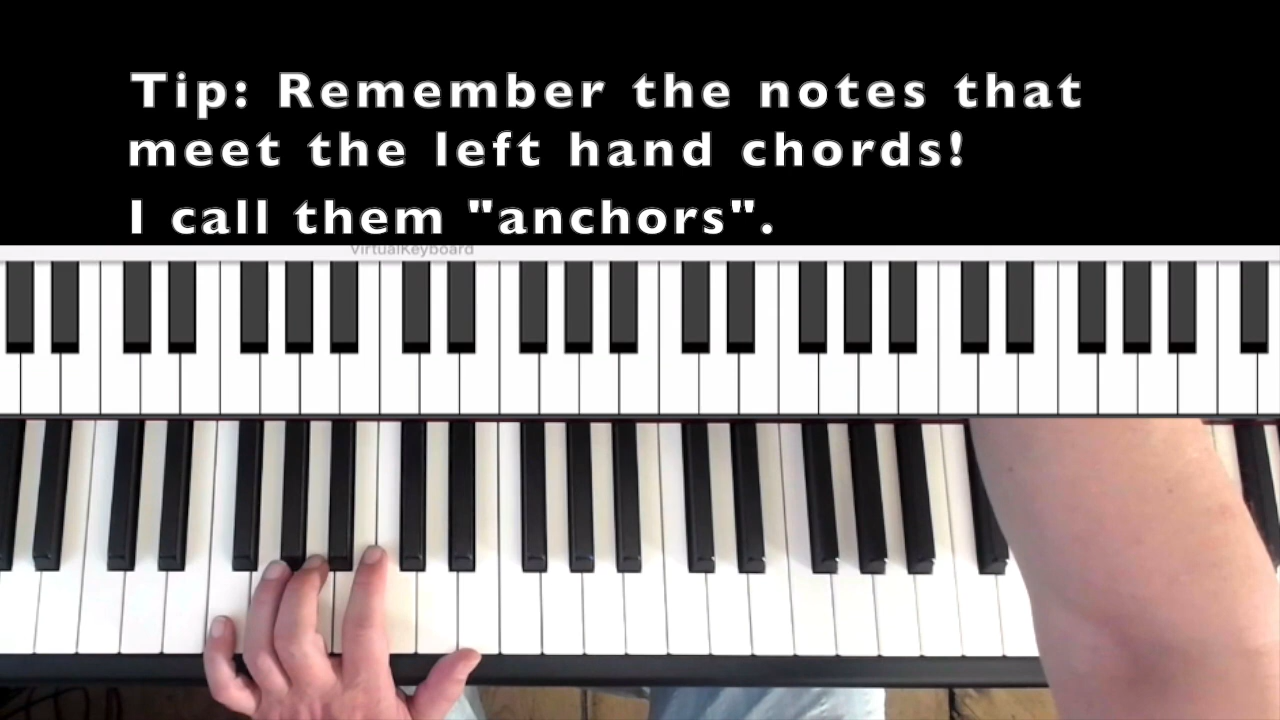 Tip: Remember the notes that
meet the left hand chords!
I call them "anchors".
VirtualKeyboard